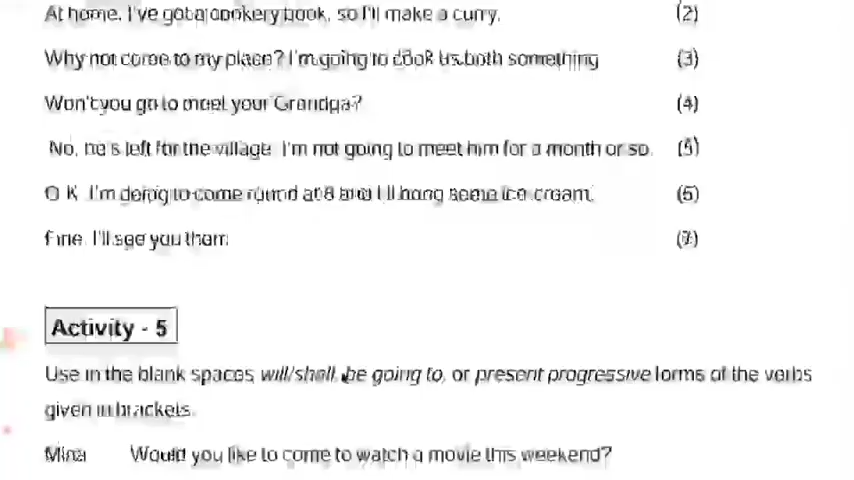 At home. I've got a cookery book, so I'll make a curry. (2)
Why not come to my place? I'm going to cook us both something (3)
Won't you go to meet your Grandpa? (4)
No, he's left for the village. I'm not going to meet him for a month or so. (5)
O.K. I'm going to come round at 8 and I'll bring some ice cream. (6)
Fine. I'll see you then. (7)
Activity - 5
Use in the blank spaces will/shall, be going to, or present progressive forms of the verbs
given in brackets.
Mina Would you like to come to watch a movie this weekend?